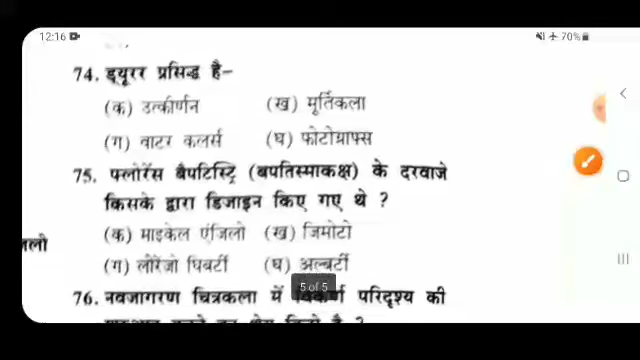 12:16
70%
74. ड्यूरर प्रसिद्ध है–
(क) उत्कीर्णन (ख) मूर्तिकला
(ग) वाटर कलर्स (घ) फोटोग्राफ्स
75. फ्लोरेंस बैपटिस्ट्रि (बपतिस्माकक्ष) के दरवाजे
किसके द्वारा डिजाइन किए गए थे ?
(क) माइकेल एंजिलो (ख) जिमोटो
(ग) लौरेंजो घिबर्टी (घ) अल्बर्टी
5 of 5
76. नवजागरण चित्रकला में विकर्ण परिदृश्य की